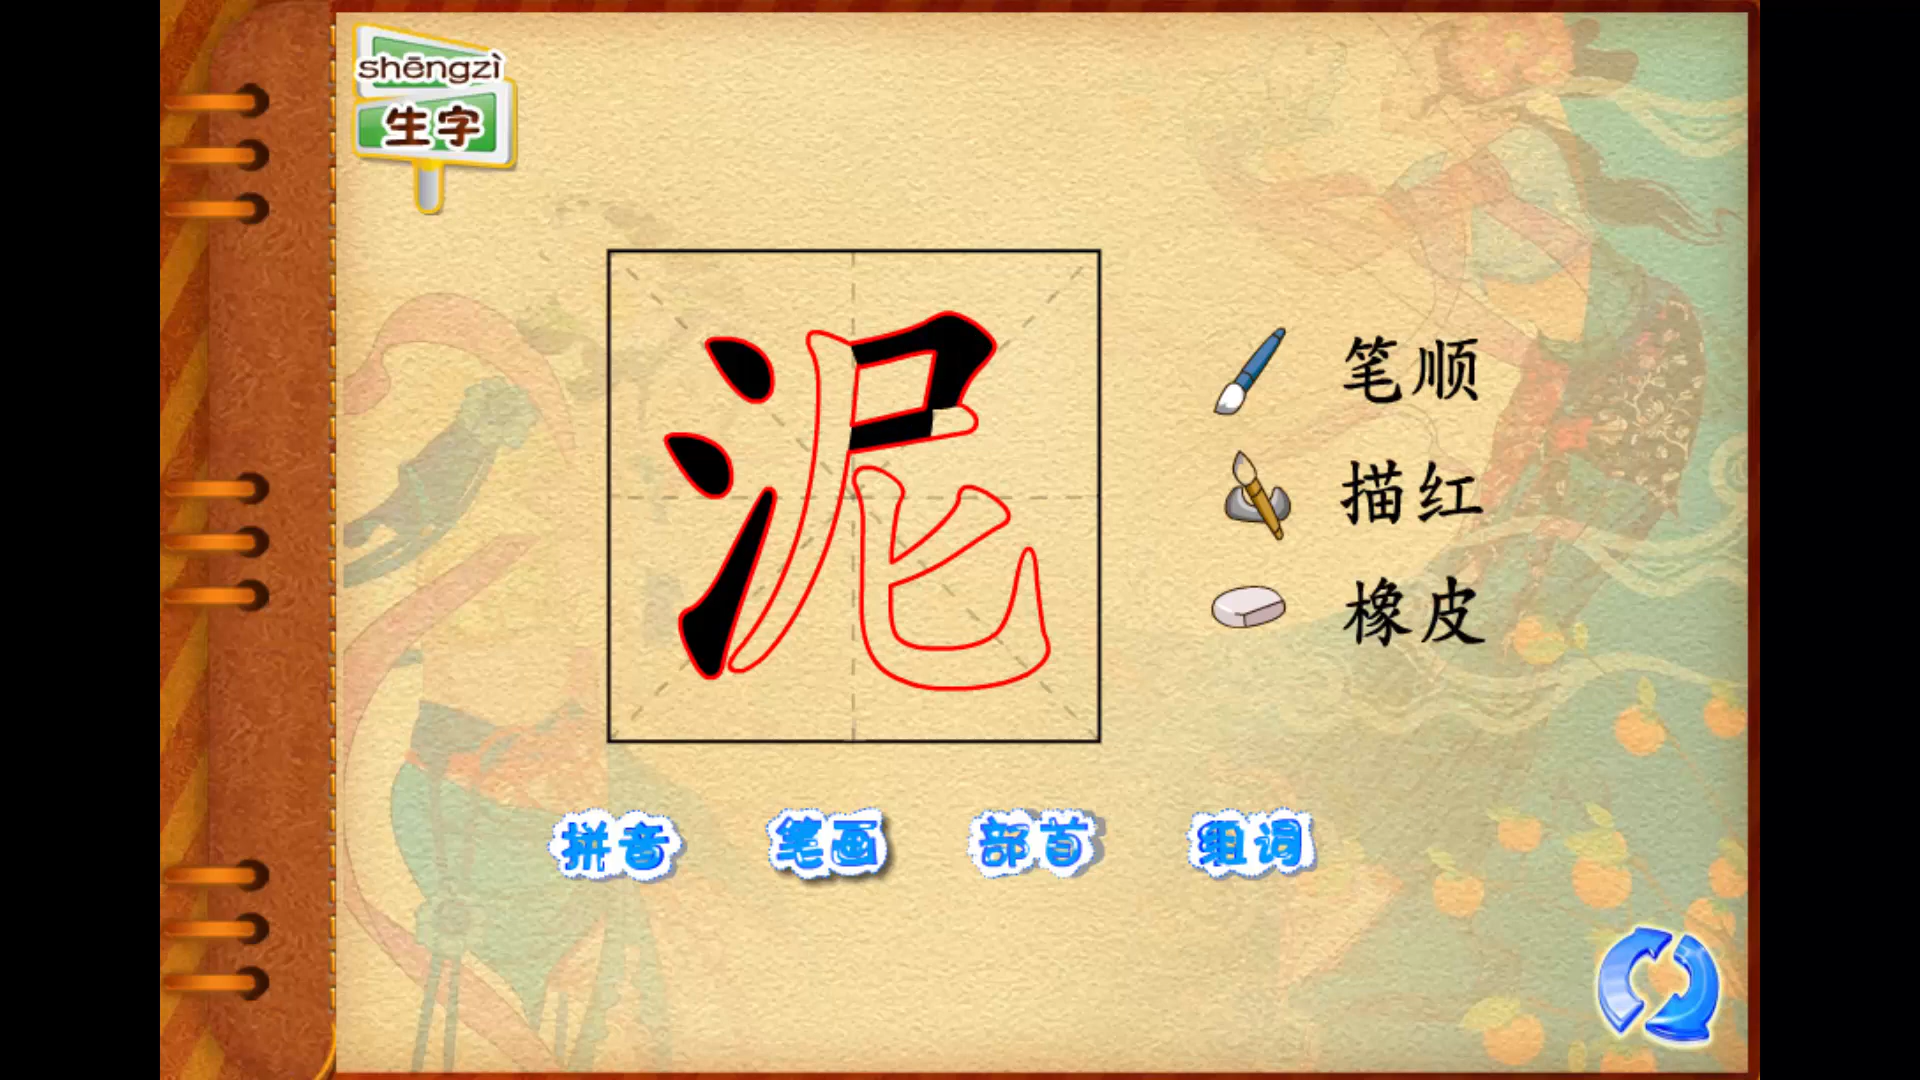 shēngzì
生字
泥
笔顺
描红
橡皮
拼音 笔画 部首 组词